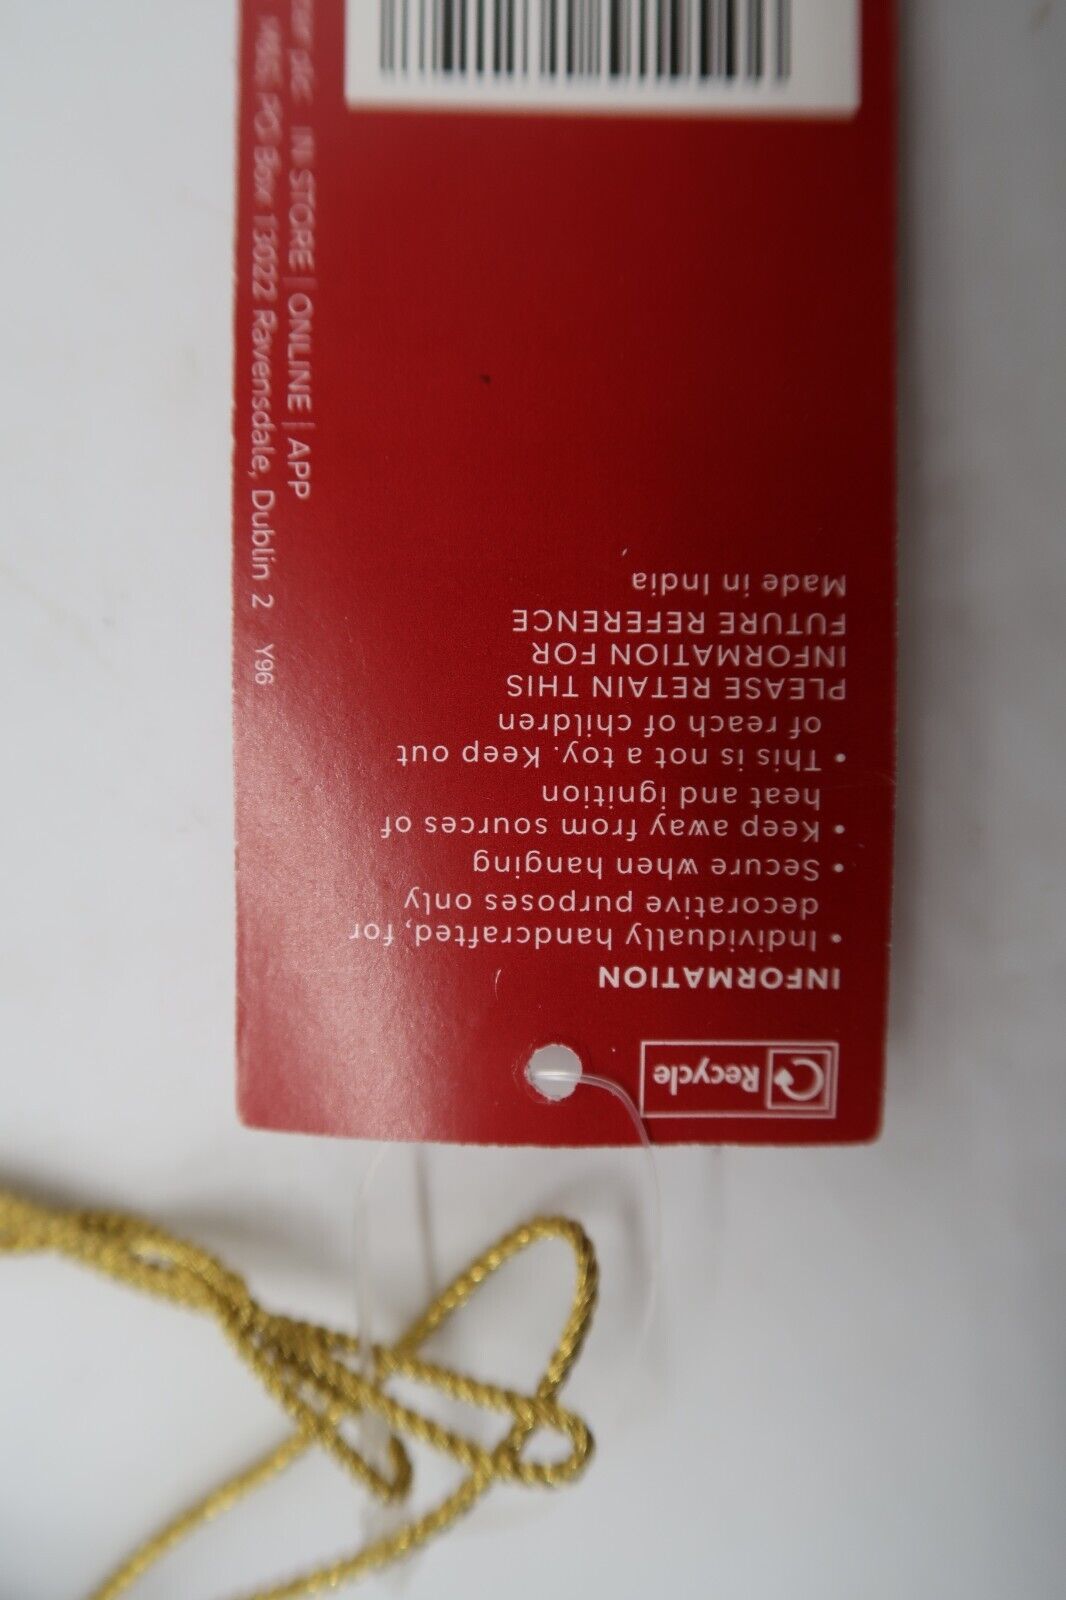 Recycle
INFORMATION
• Individually handcrafted, for
decorative purposes only
• Secure when hanging
• Keep away from sources of
heat and ignition
• This is not a toy. Keep out
of reach of children
PLEASE RETAIN THIS
INFORMATION FOR
FUTURE REFERENCE
Made in India
plc IN STORE | ONLINE | APP
PO Box 13022 Ravensdale, Dublin 2 Y96